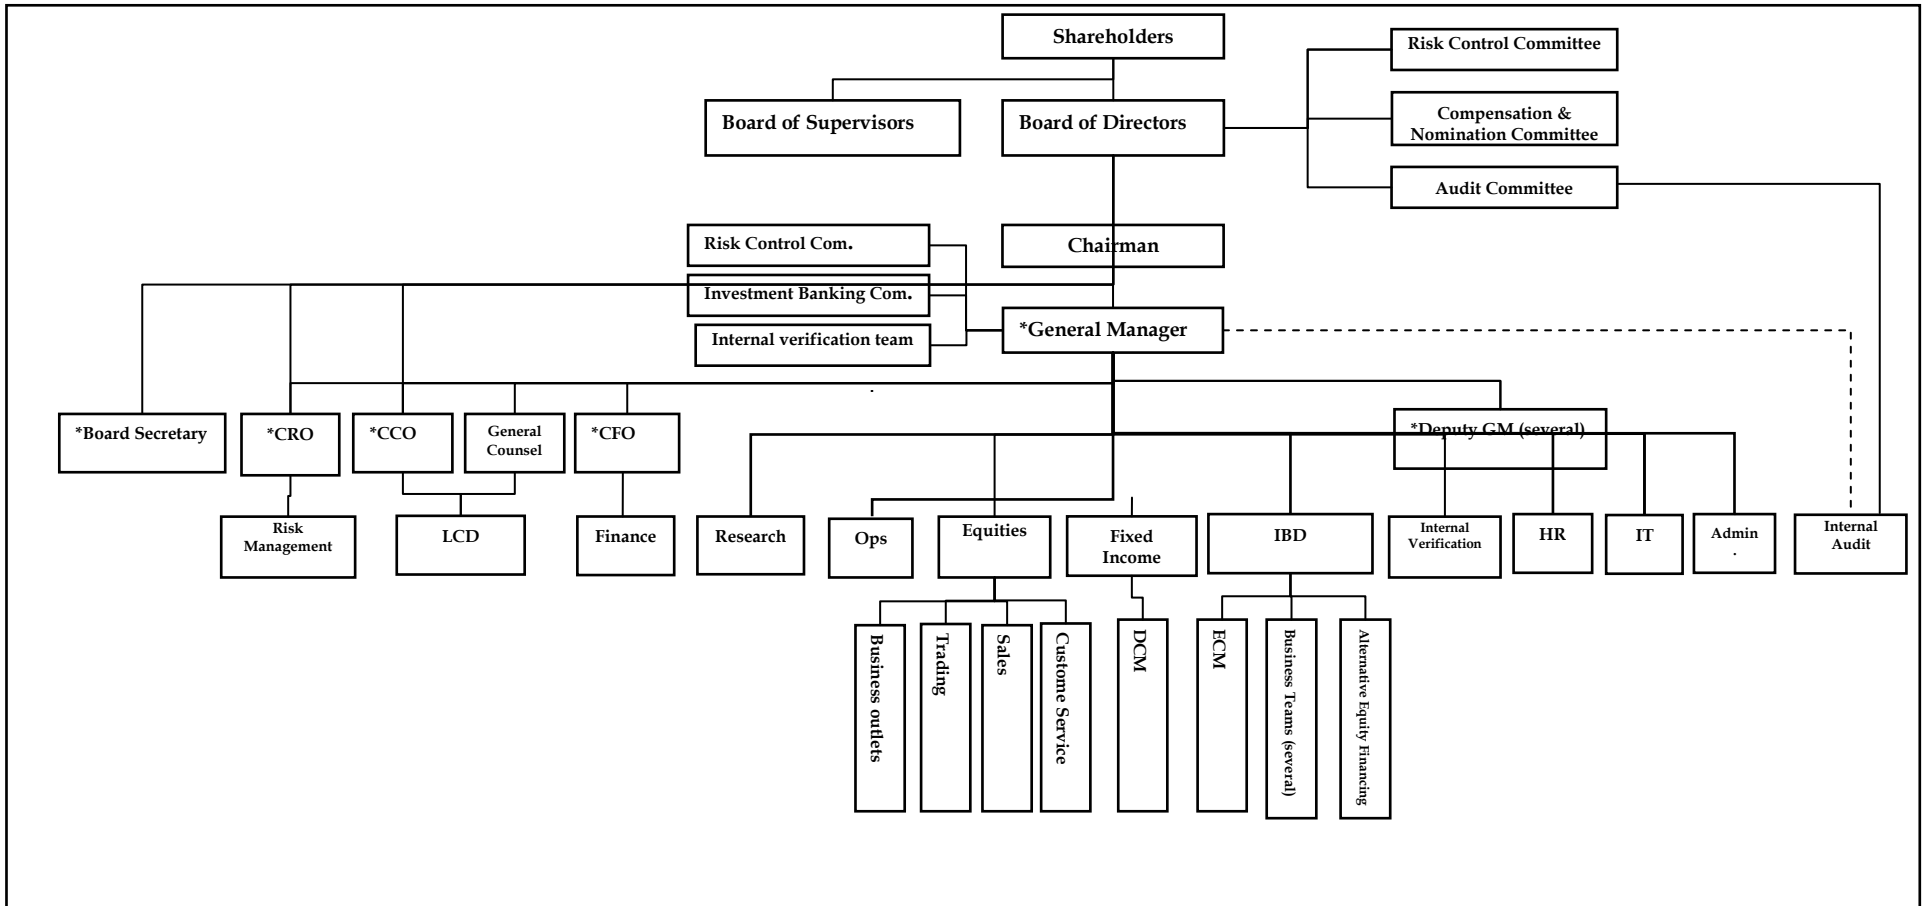 Shareholders
Risk Control Committee
Board of Supervisors
Board of Directors
Compensation &
Nomination Committee
Audit Committee
Risk Control Com.
Chairman
Investment Banking Com.
*General Manager
Internal verification team
.
*Board Secretary
*CRO
*CCO
General
Counsel
*CFO
*Deputy GM (several)
Risk
Management
LCD
Finance
Research
Ops
Equities
Fixed
Income
IBD
Internal
Verification
HR
IT
Admin
.
Internal
Audit
Business outlets
Trading
Sales
Custome Service
DCM
ECM
Business Teams (several)
Alternative Equity Financing